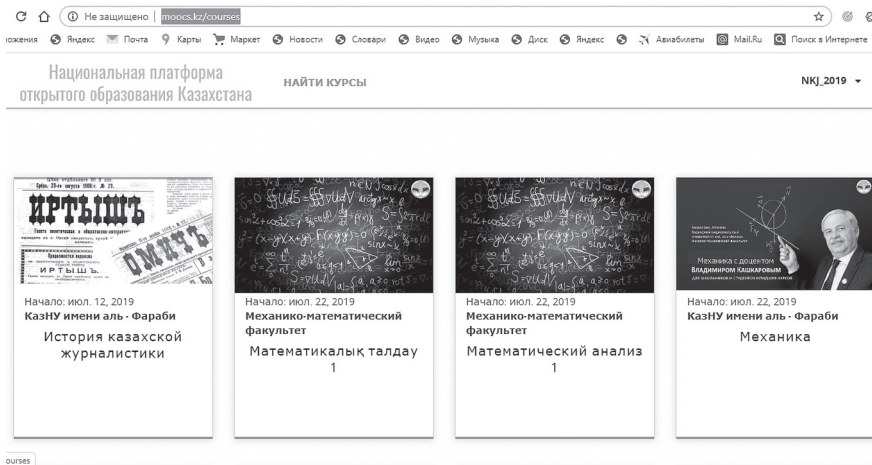 Не защищено | moocs.kz/courses
ожения Яндекс Почта Карты Маркет Новости Словари Видео Музыка Диск Яндекс Авиабилеты Mail.Ru Поиск в Интернете
Национальная платформа
открытого образования Казахстана
НАЙТИ КУРСЫ
NKJ_2019
ИРТЫШЪ
ОМИЧЪ
ИРТЫШЪ.
Начало: июл. 12, 2019
КазНУ имени аль - Фараби
История казахской
журналистики
Начало: июл. 22, 2019
Механико-математический
факультет
Математикалық талдау
1
Начало: июл. 22, 2019
Механико-математический
факультет
Математический анализ
1
Механика с доцентом
ВЛАДИМИРОМ КАШКАРОВЫМ
Начало: июл. 22, 2019
КазНУ имени аль - Фараби
Механика
ourses